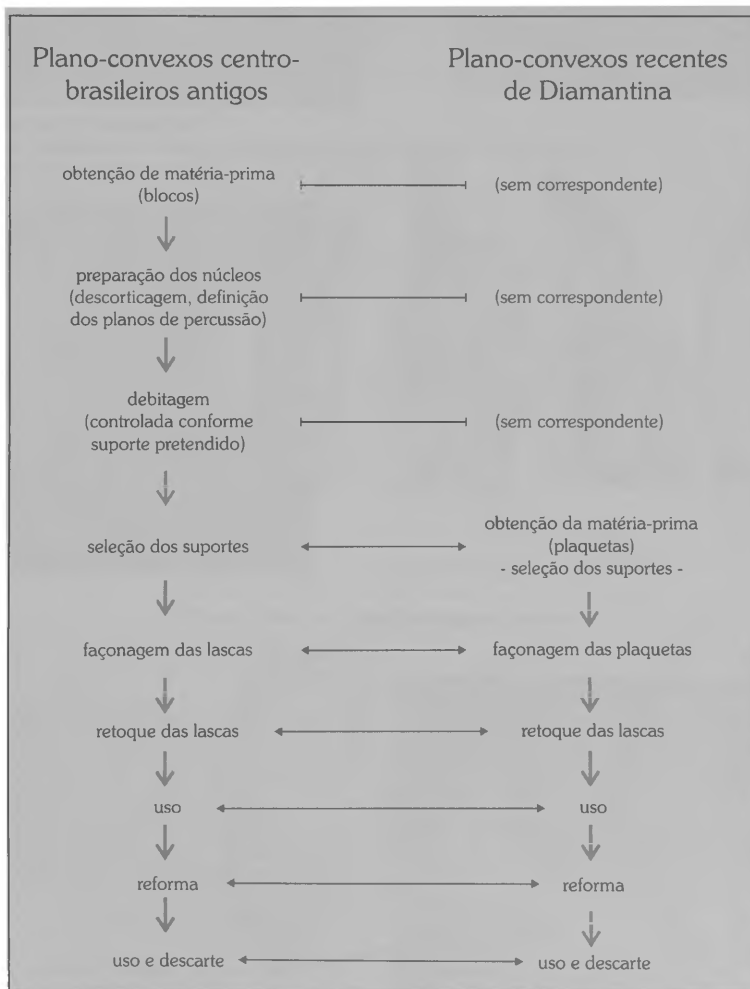 Plano-convexos centro-
brasileiros antigos
Plano-convexos recentes
de Diamantina
obtenção de matéria-prima
(blocos)
(sem correspondente)
preparação dos núcleos
(descorticagem, definição
dos planos de percussão)
(sem correspondente)
debitagem
(controlada conforme
suporte pretendido)
(sem correspondente)
seleção dos suportes
obtenção da matéria-prima
(plaquetas)
- seleção dos suportes -
façonagem das lascas
façonagem das plaquetas
retoque das lascas
retoque das lascas
uso
uso
reforma
reforma
uso e descarte
uso e descarte